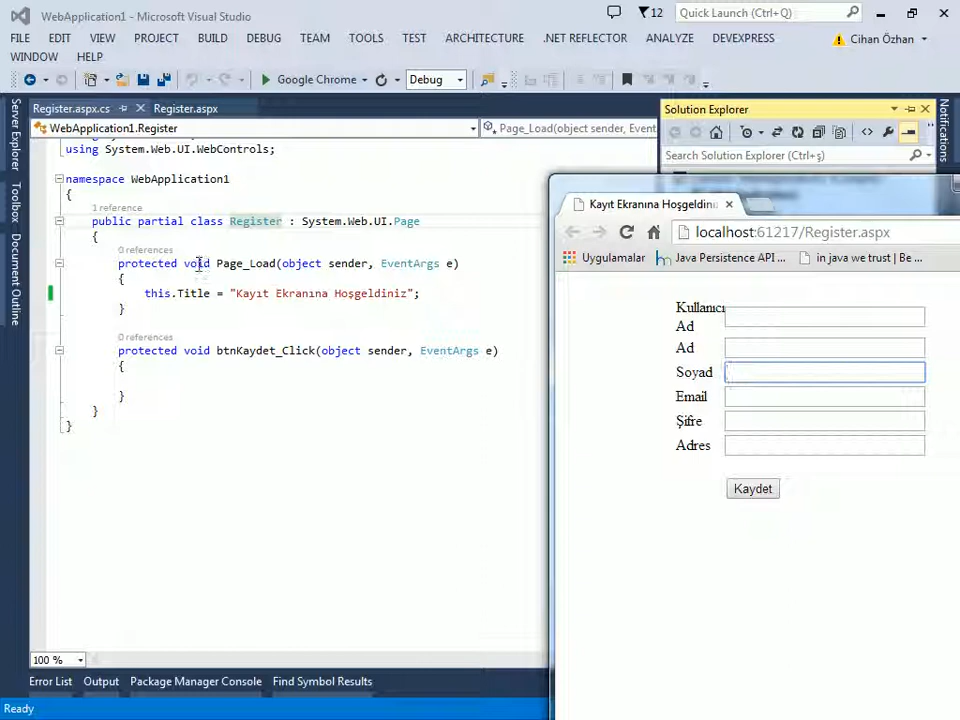 WebApplication1 - Microsoft Visual Studio
12
Quick Launch (Ctrl+Q)
FILE EDIT VIEW PROJECT BUILD DEBUG TEAM TOOLS TEST ARCHITECTURE .NET REFLECTOR ANALYZE DEVEXPRESS
Cihan Özhan
WINDOW HELP
Google Chrome
Debug
Server Explorer
Toolbox
Document Outline
Register.aspx.cs
Register.aspx
WebApplication1.Register
Page_Load(object sender, EventArgs
using System.Web.UI.WebControls;
namespace WebApplication1
{
1 reference
public partial class Register : System.Web.UI.Page
{
0 references
protected void Page_Load(object sender, EventArgs e)
{
this.Title = "Kayıt Ekranına Hoşgeldiniz";
}
0 references
protected void btnKaydet_Click(object sender, EventArgs e)
{
}
}
}
100 %
Error List Output Package Manager Console Find Symbol Results
Ready
Solution Explorer
Search Solution Explorer (Ctrl+ş)
Notifications
Kayıt Ekranına Hoşgeldini
localhost:61217/Register.aspx
Uygulamalar
Java Persistence API ...
in java we trust | Be ...
Kullanıcı
Ad
Ad
Soyad
Email
Şifre
Adres
Kaydet